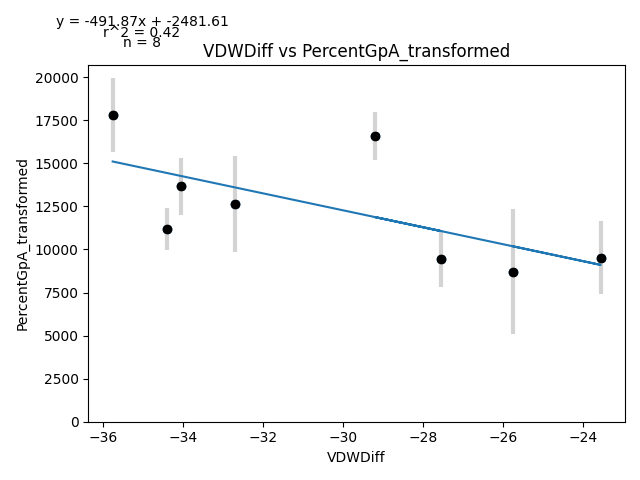 y = -491.87x + -2481.61
r^2 = 0.42
n = 8
VDWDiff vs PercentGpA_transformed
PercentGpA_transformed
20000
17500
15000
12500
10000
7500
5000
2500
0
−36
−34
−32
−30
−28
−26
−24
VDWDiff